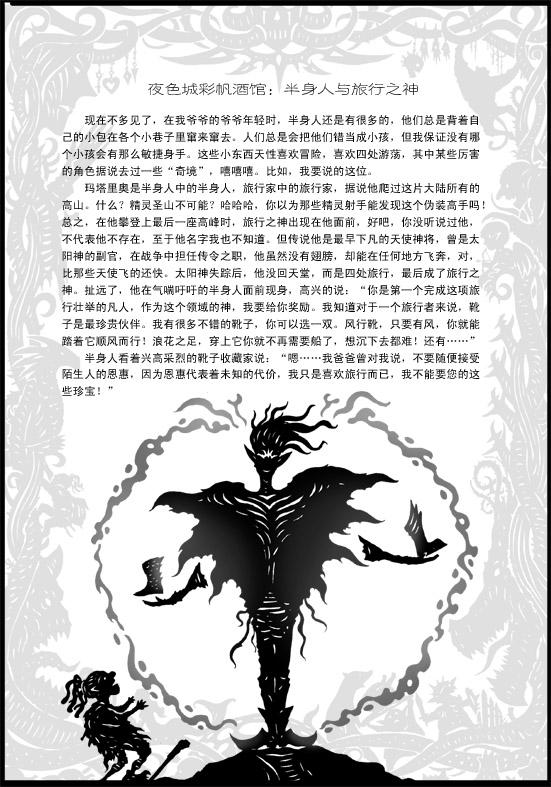 夜色城彩帆酒馆：半身人与旅行之神
现在不多见了，在我爷爷的爷爷年轻时，半身人还是有很多的，他们总是背着自
己的小包在各个小巷子里窜来窜去。人们总是会把他们错当成小孩，但我保证没有哪
个小孩会有那么敏捷身手。这些小东西天性喜欢冒险，喜欢四处游荡，其中某些厉害
的角色据说去过一些“奇境”，嘻嘻嘻。比如，我要说的这位。
玛塔里奥是半身人中的半身人，旅行家中的旅行家，据说他爬过这片大陆所有的
高山。什么？精灵圣山不可能？哈哈哈，你以为那些精灵射手能发现这个伪装高手吗！
总之，在他攀登上最后一座高峰时，旅行之神出现在他面前，好吧，你没听说过他，
不代表他不存在，至于他名字我也不知道。但传说他是最早下凡的天使神将，曾是太
阳神的副官，在战争中担任传令之职，他虽然没有翅膀，却能在任何地方飞奔，对，
比那些天使飞的还快。太阳神失踪后，他没回天堂，而是四处旅行，最后成了旅行之
神。扯远了，他在气喘吁吁的半身人面前现身，高兴的说：“你是第一个完成这项旅
行壮举的凡人，作为这个领域的神，我要给你奖励。我知道对于一个旅行者来说，靴
子是最珍贵伙伴。我有很多不错的靴子，你可以选一双。风行靴，只要有风，你就能
踏着它顺风而行！浪花之足，穿上它你就不再需要船了，想沉下去都难！还有……”
半身人看着兴高采烈的靴子收藏家说：“嗯……我爸爸曾对我说，不要随便接受
陌生人的恩惠，因为恩惠代表着未知的代价，我只是喜欢旅行而已，我不能要您的这
些珍宝！”